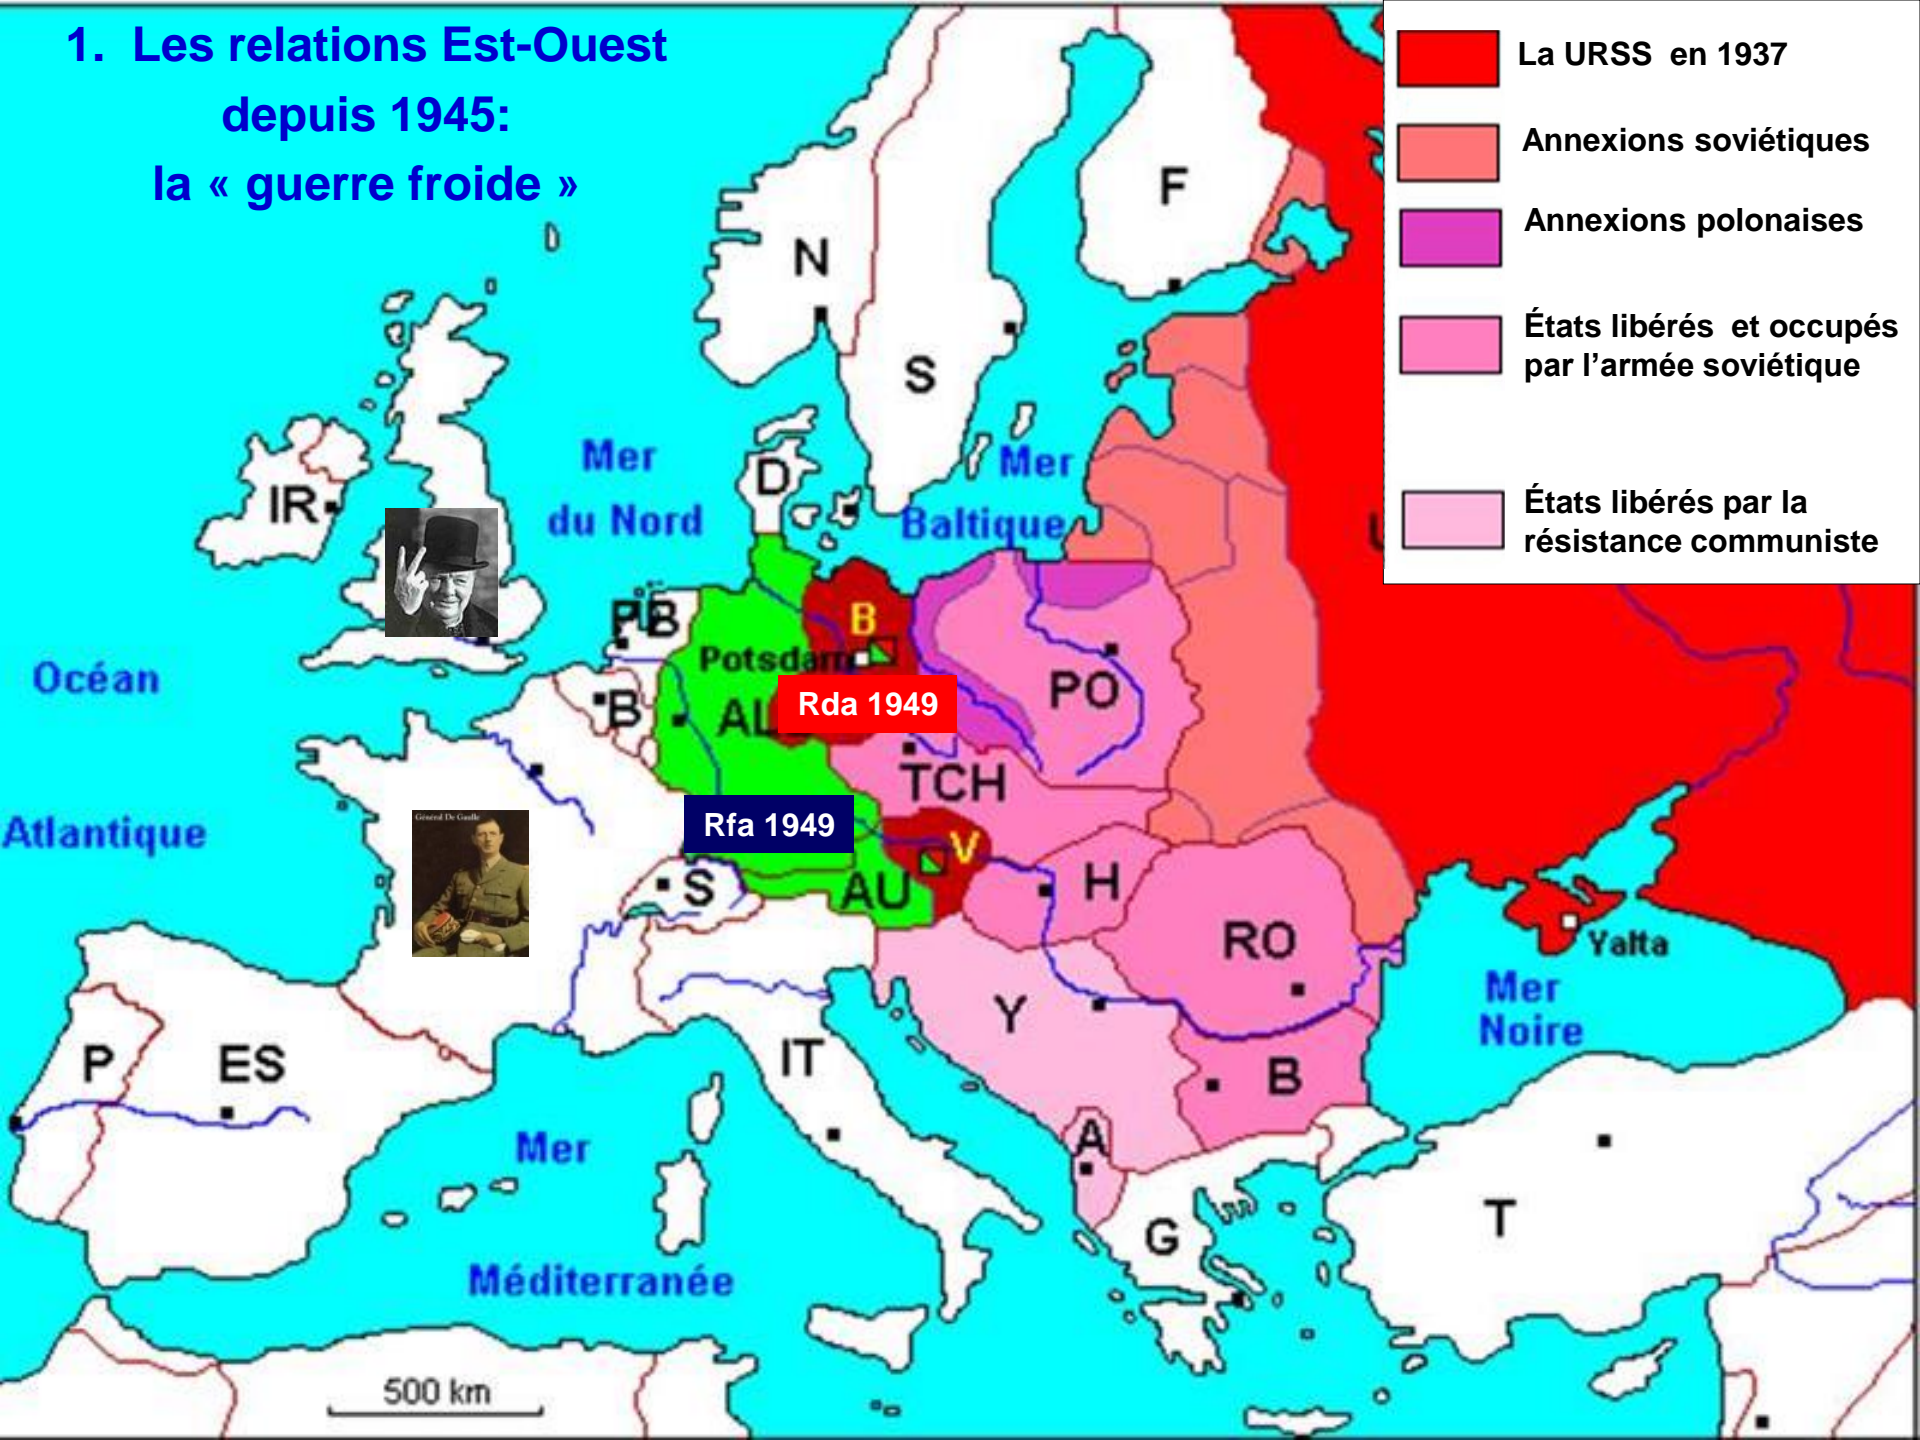 1. Les relations Est-Ouest
depuis 1945:
la « guerre froide »
La URSS en 1937
Annexions soviétiques
Annexions polonaises
États libérés et occupés
par l’armée soviétique
États libérés par la
résistance communiste
F
N
S
Mer
du Nord
D
Mer
Baltique
IR
U
PB
B
Potsdam
Océan
B
AL
Rda 1949
PO
TCH
Atlantique
Général De Gaulle
Rfa 1949
V
S
AU
H
RO
Yalta
Mer
Noire
Y
P
ES
IT
B
A
Mer
Méditerranée
G
T
500 km